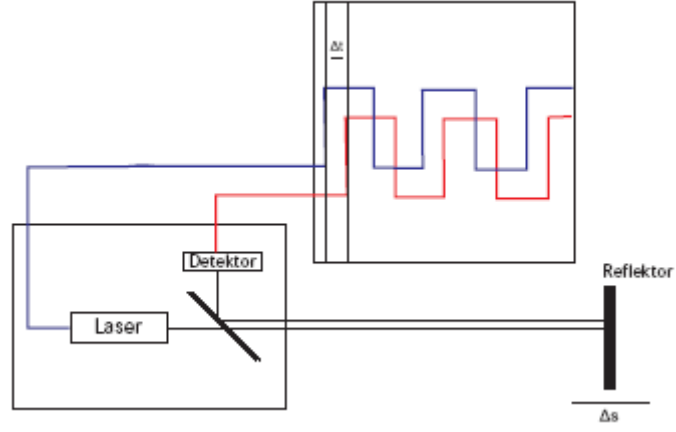 Δt
Detektor
Reflektor
Laser
Δs